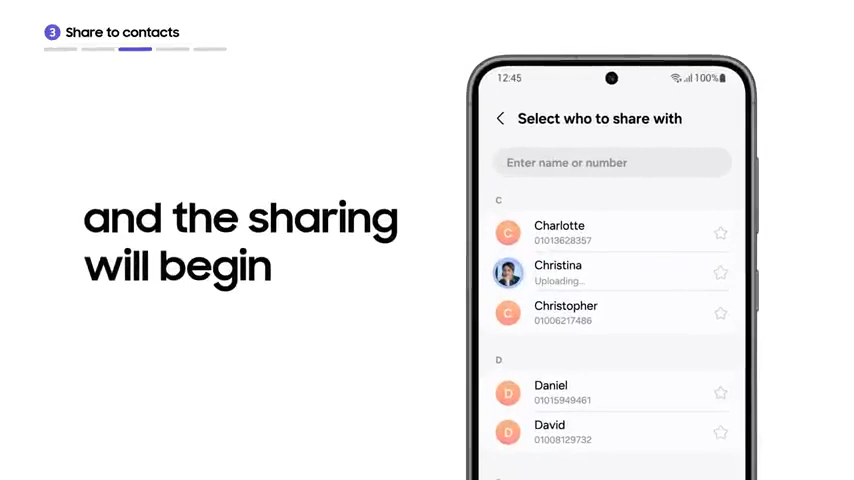 3 Share to contacts
and the sharing
will begin
12:45
100%
Select who to share with
Enter name or number
C
C
Charlotte
01013628357
Christina
Uploading...
C
Christopher
01006217486
D
D
Daniel
01015949461
D
David
01008129732